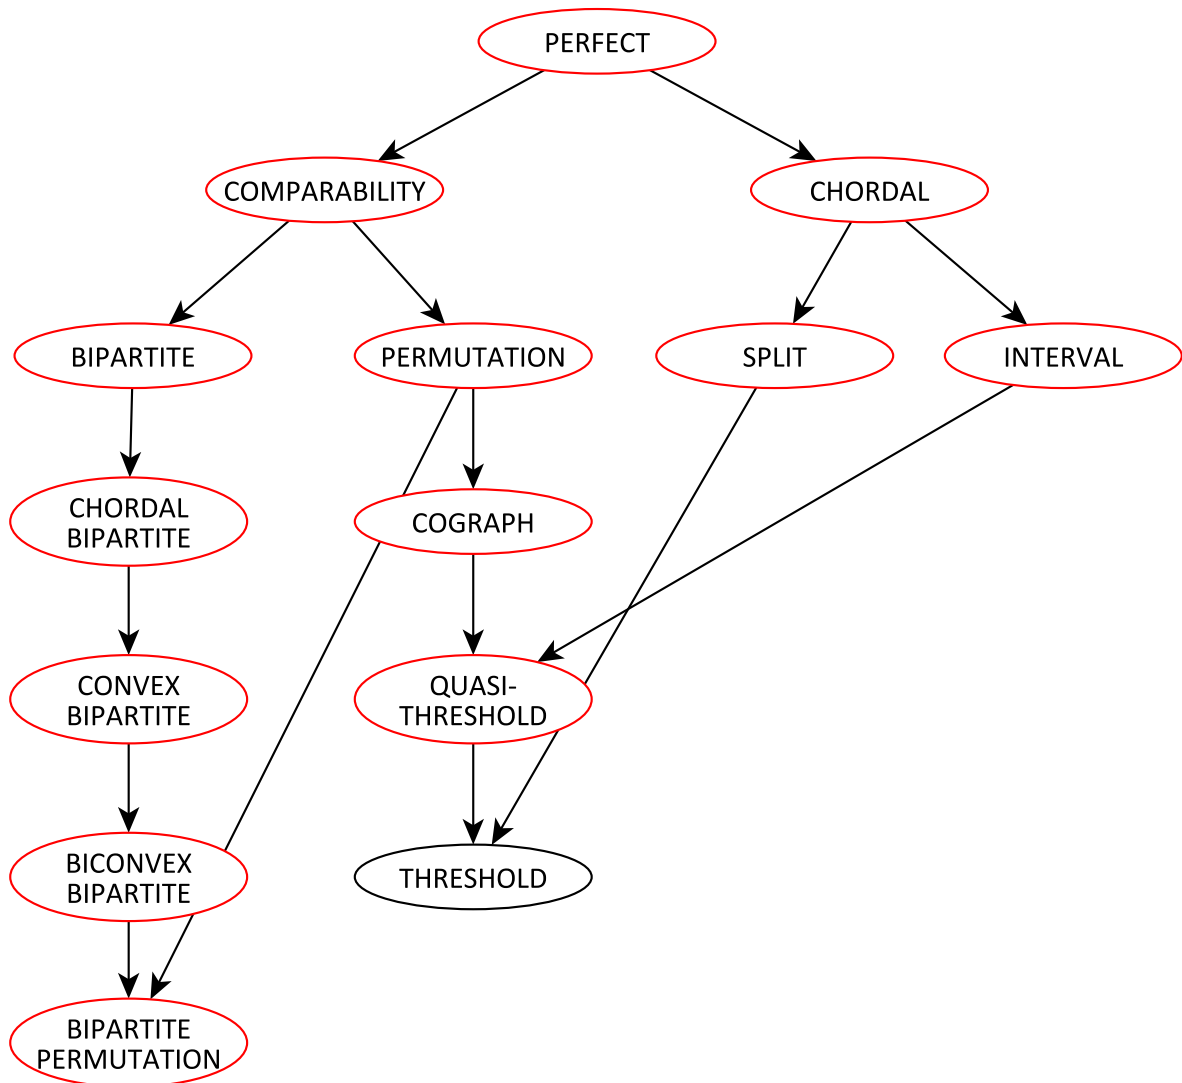 PERFECT
COMPARABILITY
CHORDAL
BIPARTITE
PERMUTATION
SPLIT
INTERVAL
CHORDAL
BIPARTITE
COGRAPH
CONVEX
BIPARTITE
QUASI-
THRESHOLD
BICONVEX
BIPARTITE
THRESHOLD
BIPARTITE
PERMUTATION